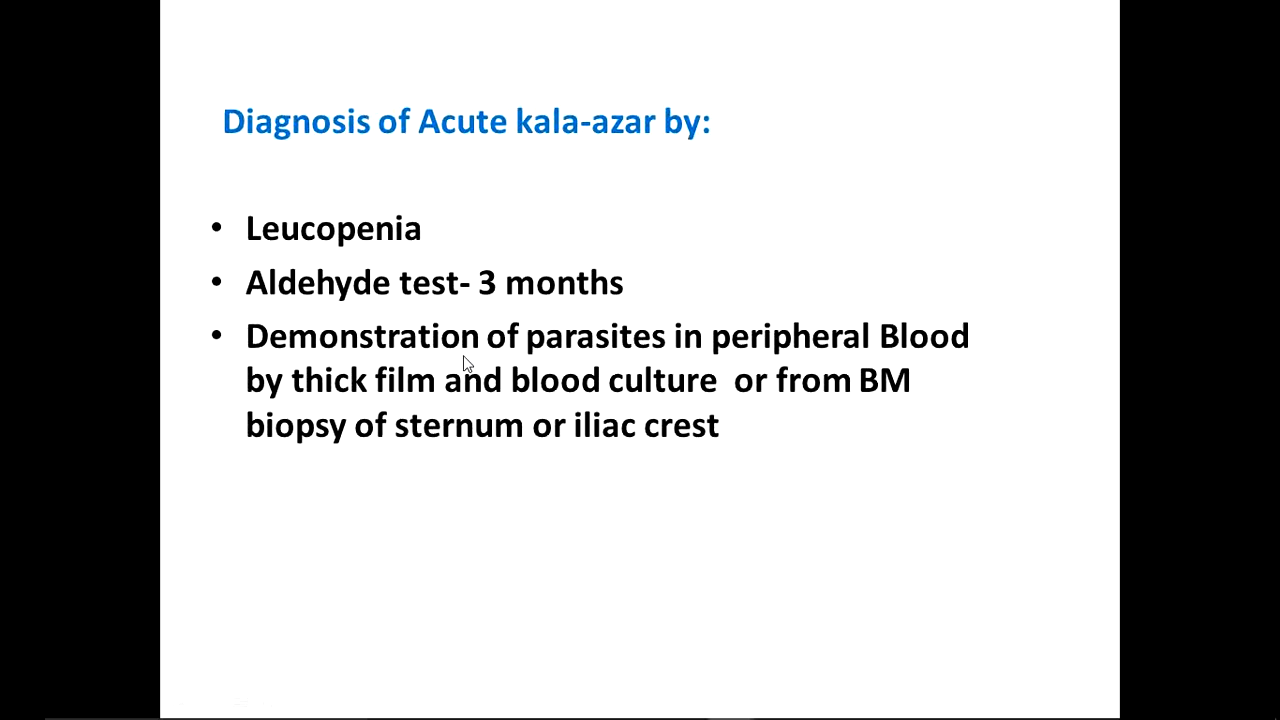 Diagnosis of Acute kala-azar by:
• Leucopenia
• Aldehyde test- 3 months
• Demonstration of parasites in peripheral Blood
by thick film and blood culture  or from BM
biopsy of sternum or iliac crest